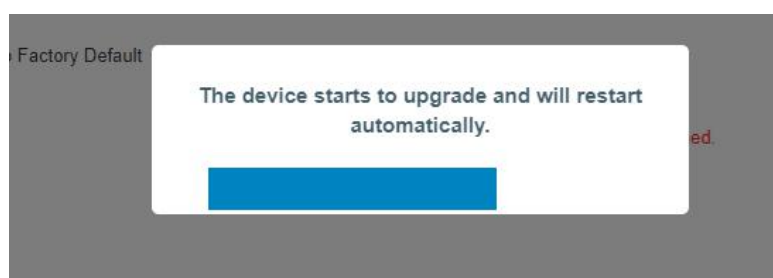 Factory Default
The device starts to upgrade and will restart
automatically.
ed.